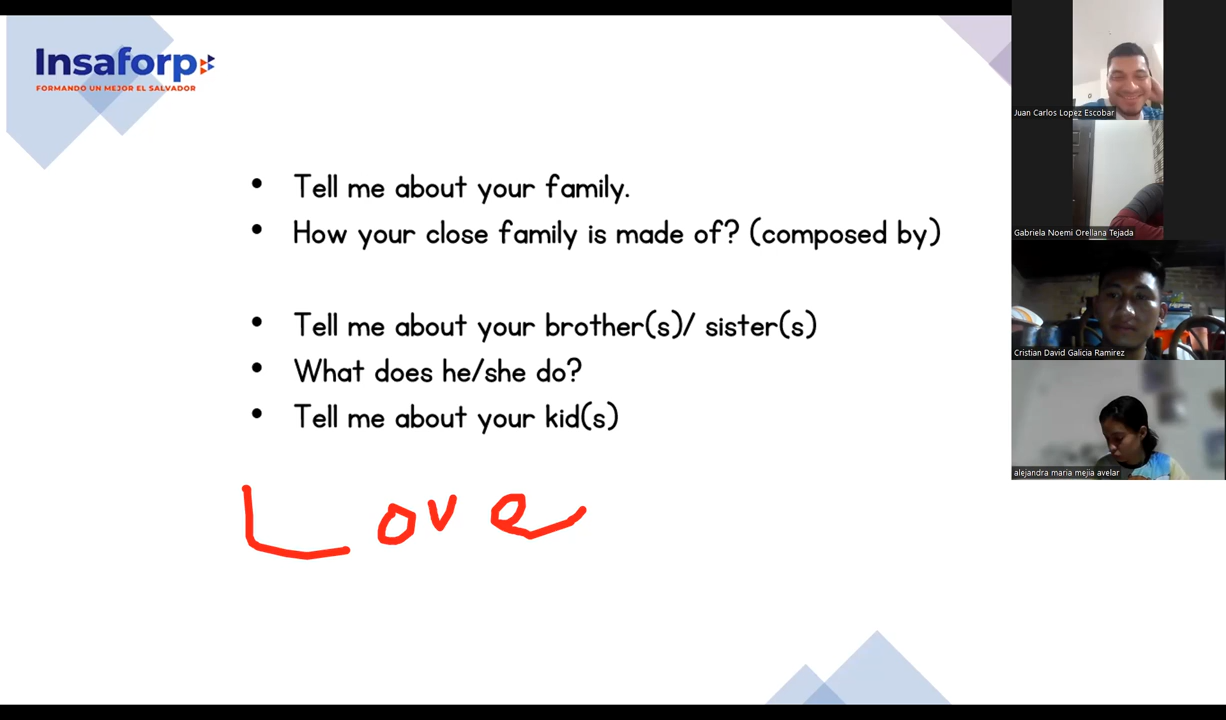 Insaforp
FORMANDO UN MEJOR EL SALVADOR
• Tell me about your family.
• How your close family is made of? (composed by)
• Tell me about your brother(s)/ sister(s)
• What does he/she do?
• Tell me about your kid(s)
Love
Juan Carlos Lopez Escobar
Gabriela Noemi Orellana Tejada
Cristian David Galicia Ramirez
alejandra maria mejia avelar